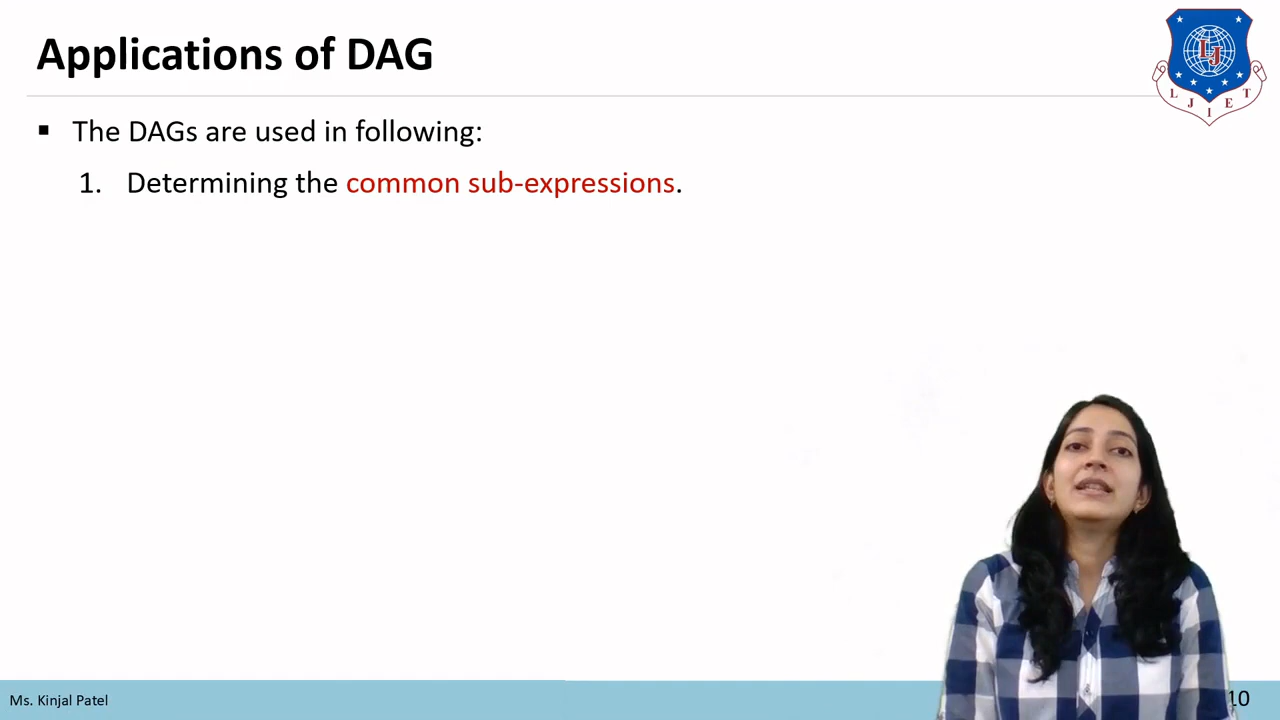 Applications of DAG
▪ The DAGs are used in following:
1. Determining the common sub-expressions.
LJ
L J I E T
Ms. Kinjal Patel
10